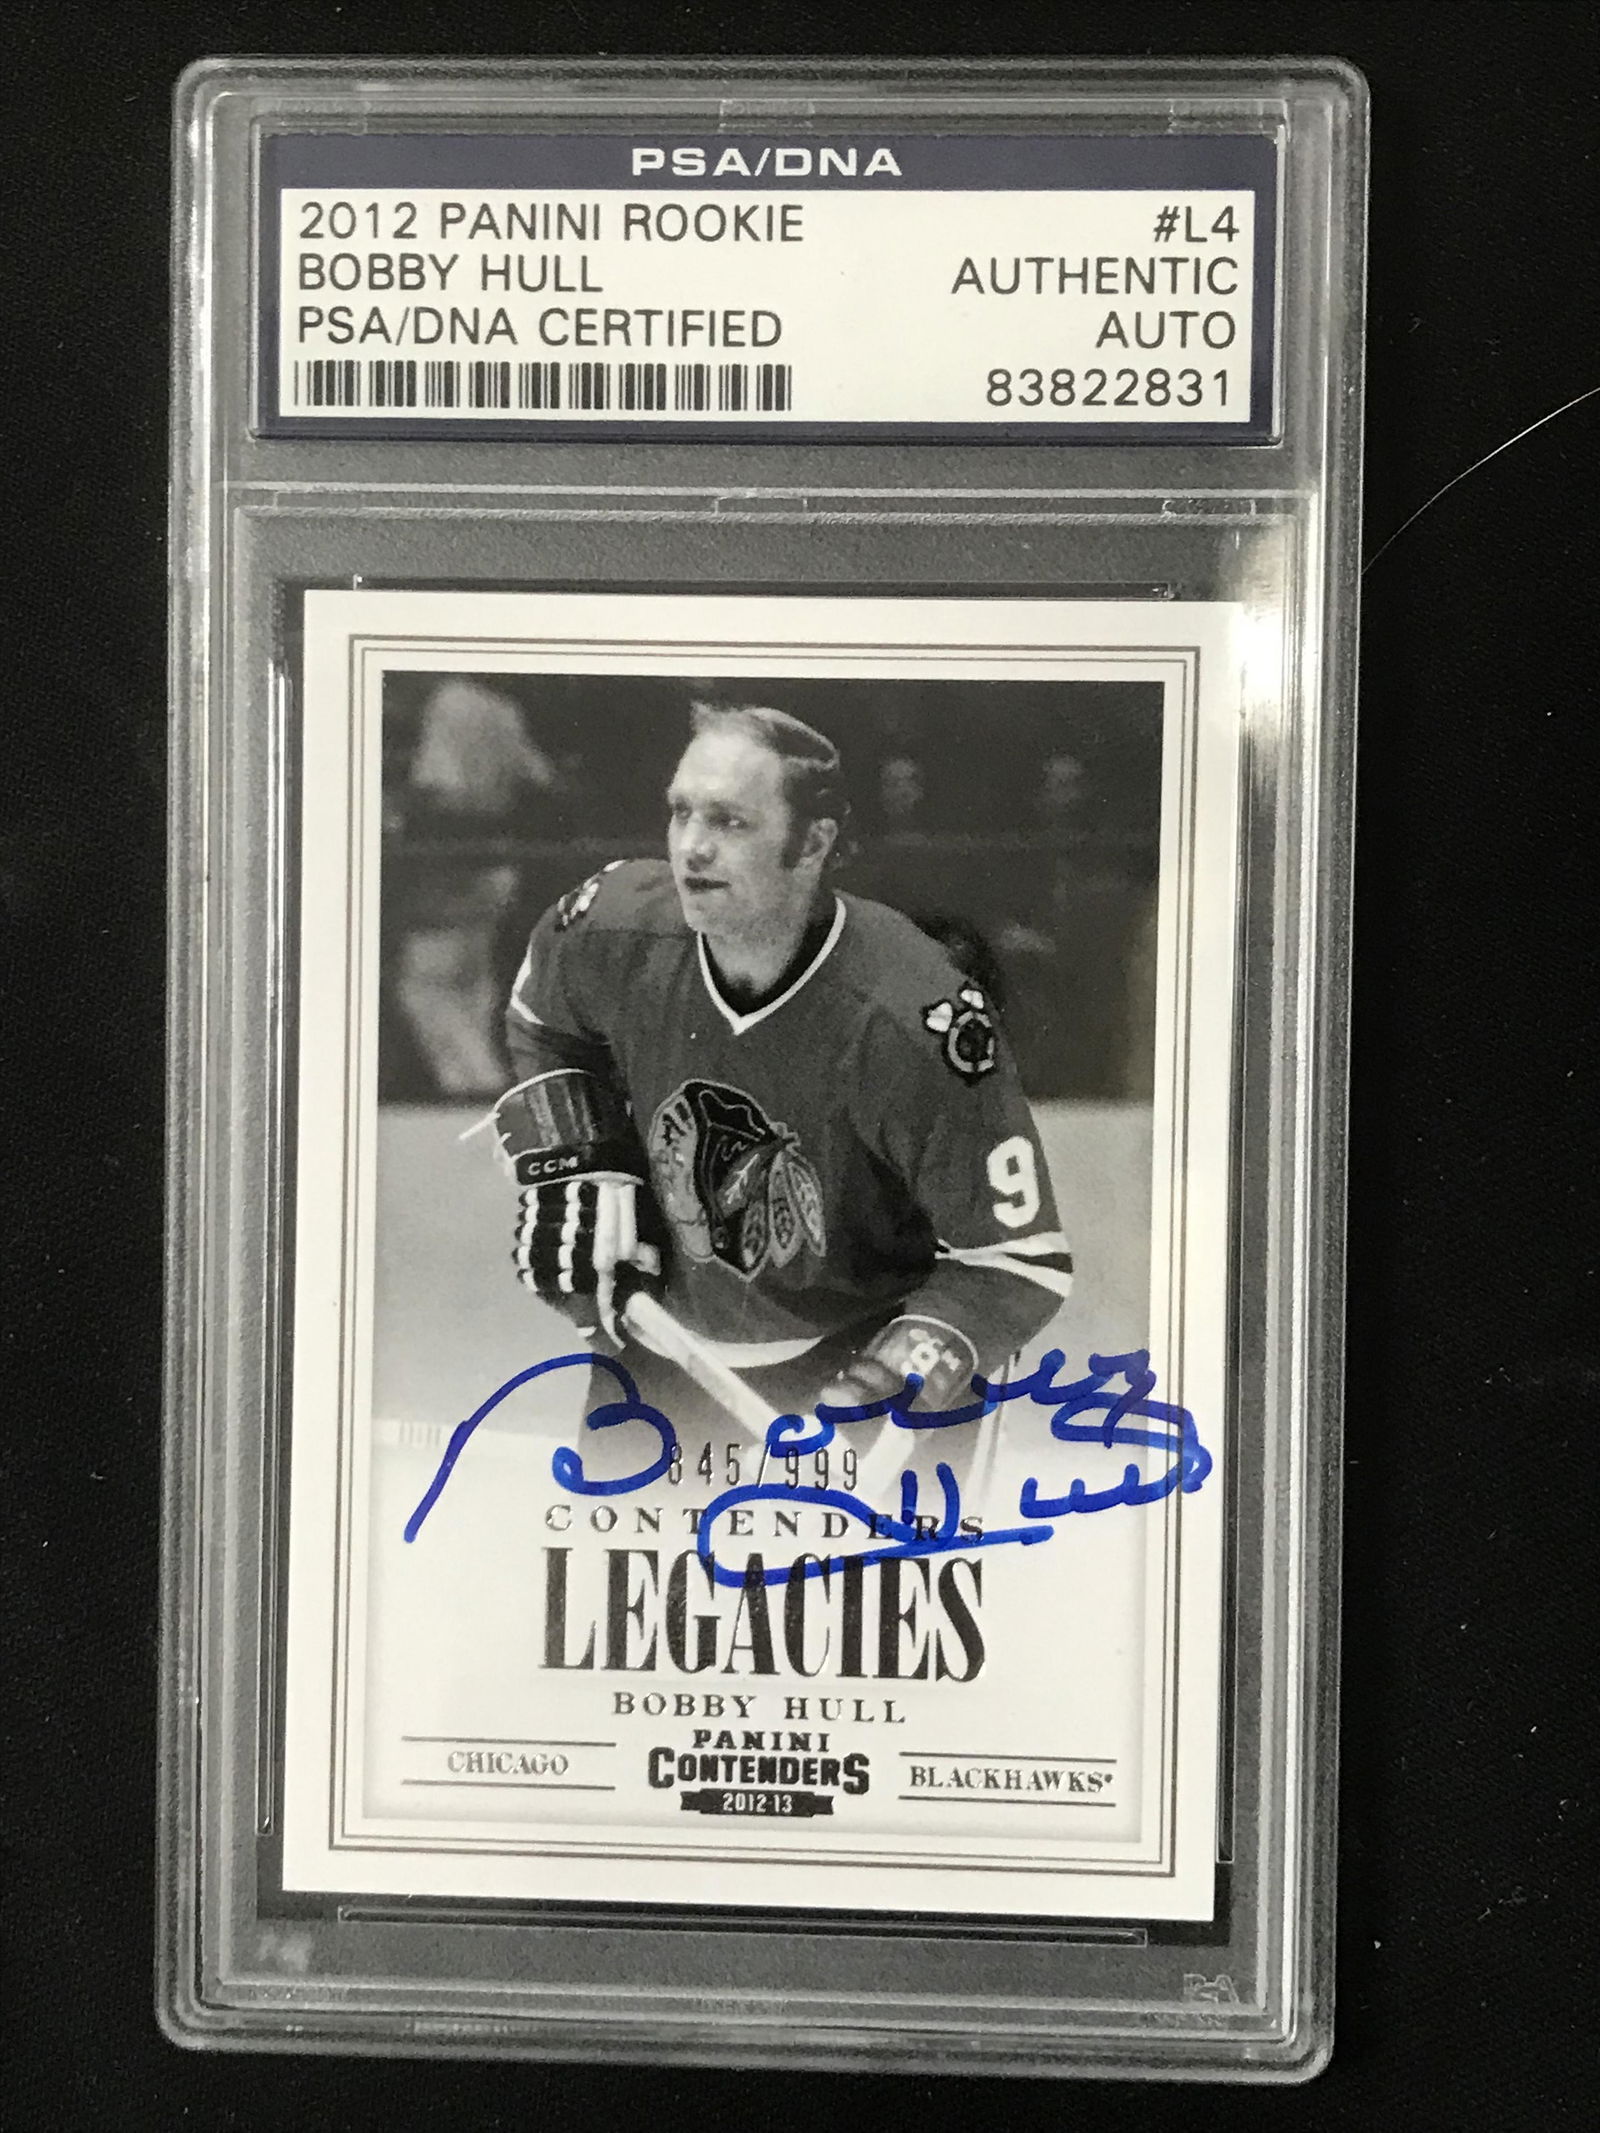 PSA/DNA
2012 PANINI ROOKIE #L4
BOBBY HULL AUTHENTIC
PSA/DNA CERTIFIED AUTO
83822831
CCM
9
Bobby
845/999
Hull
CONTENDERS
LEGACIES
BOBBY HULL
PANINI
CHICAGO CONTENDERS BLACKHAWKS®
2012-13
PSA